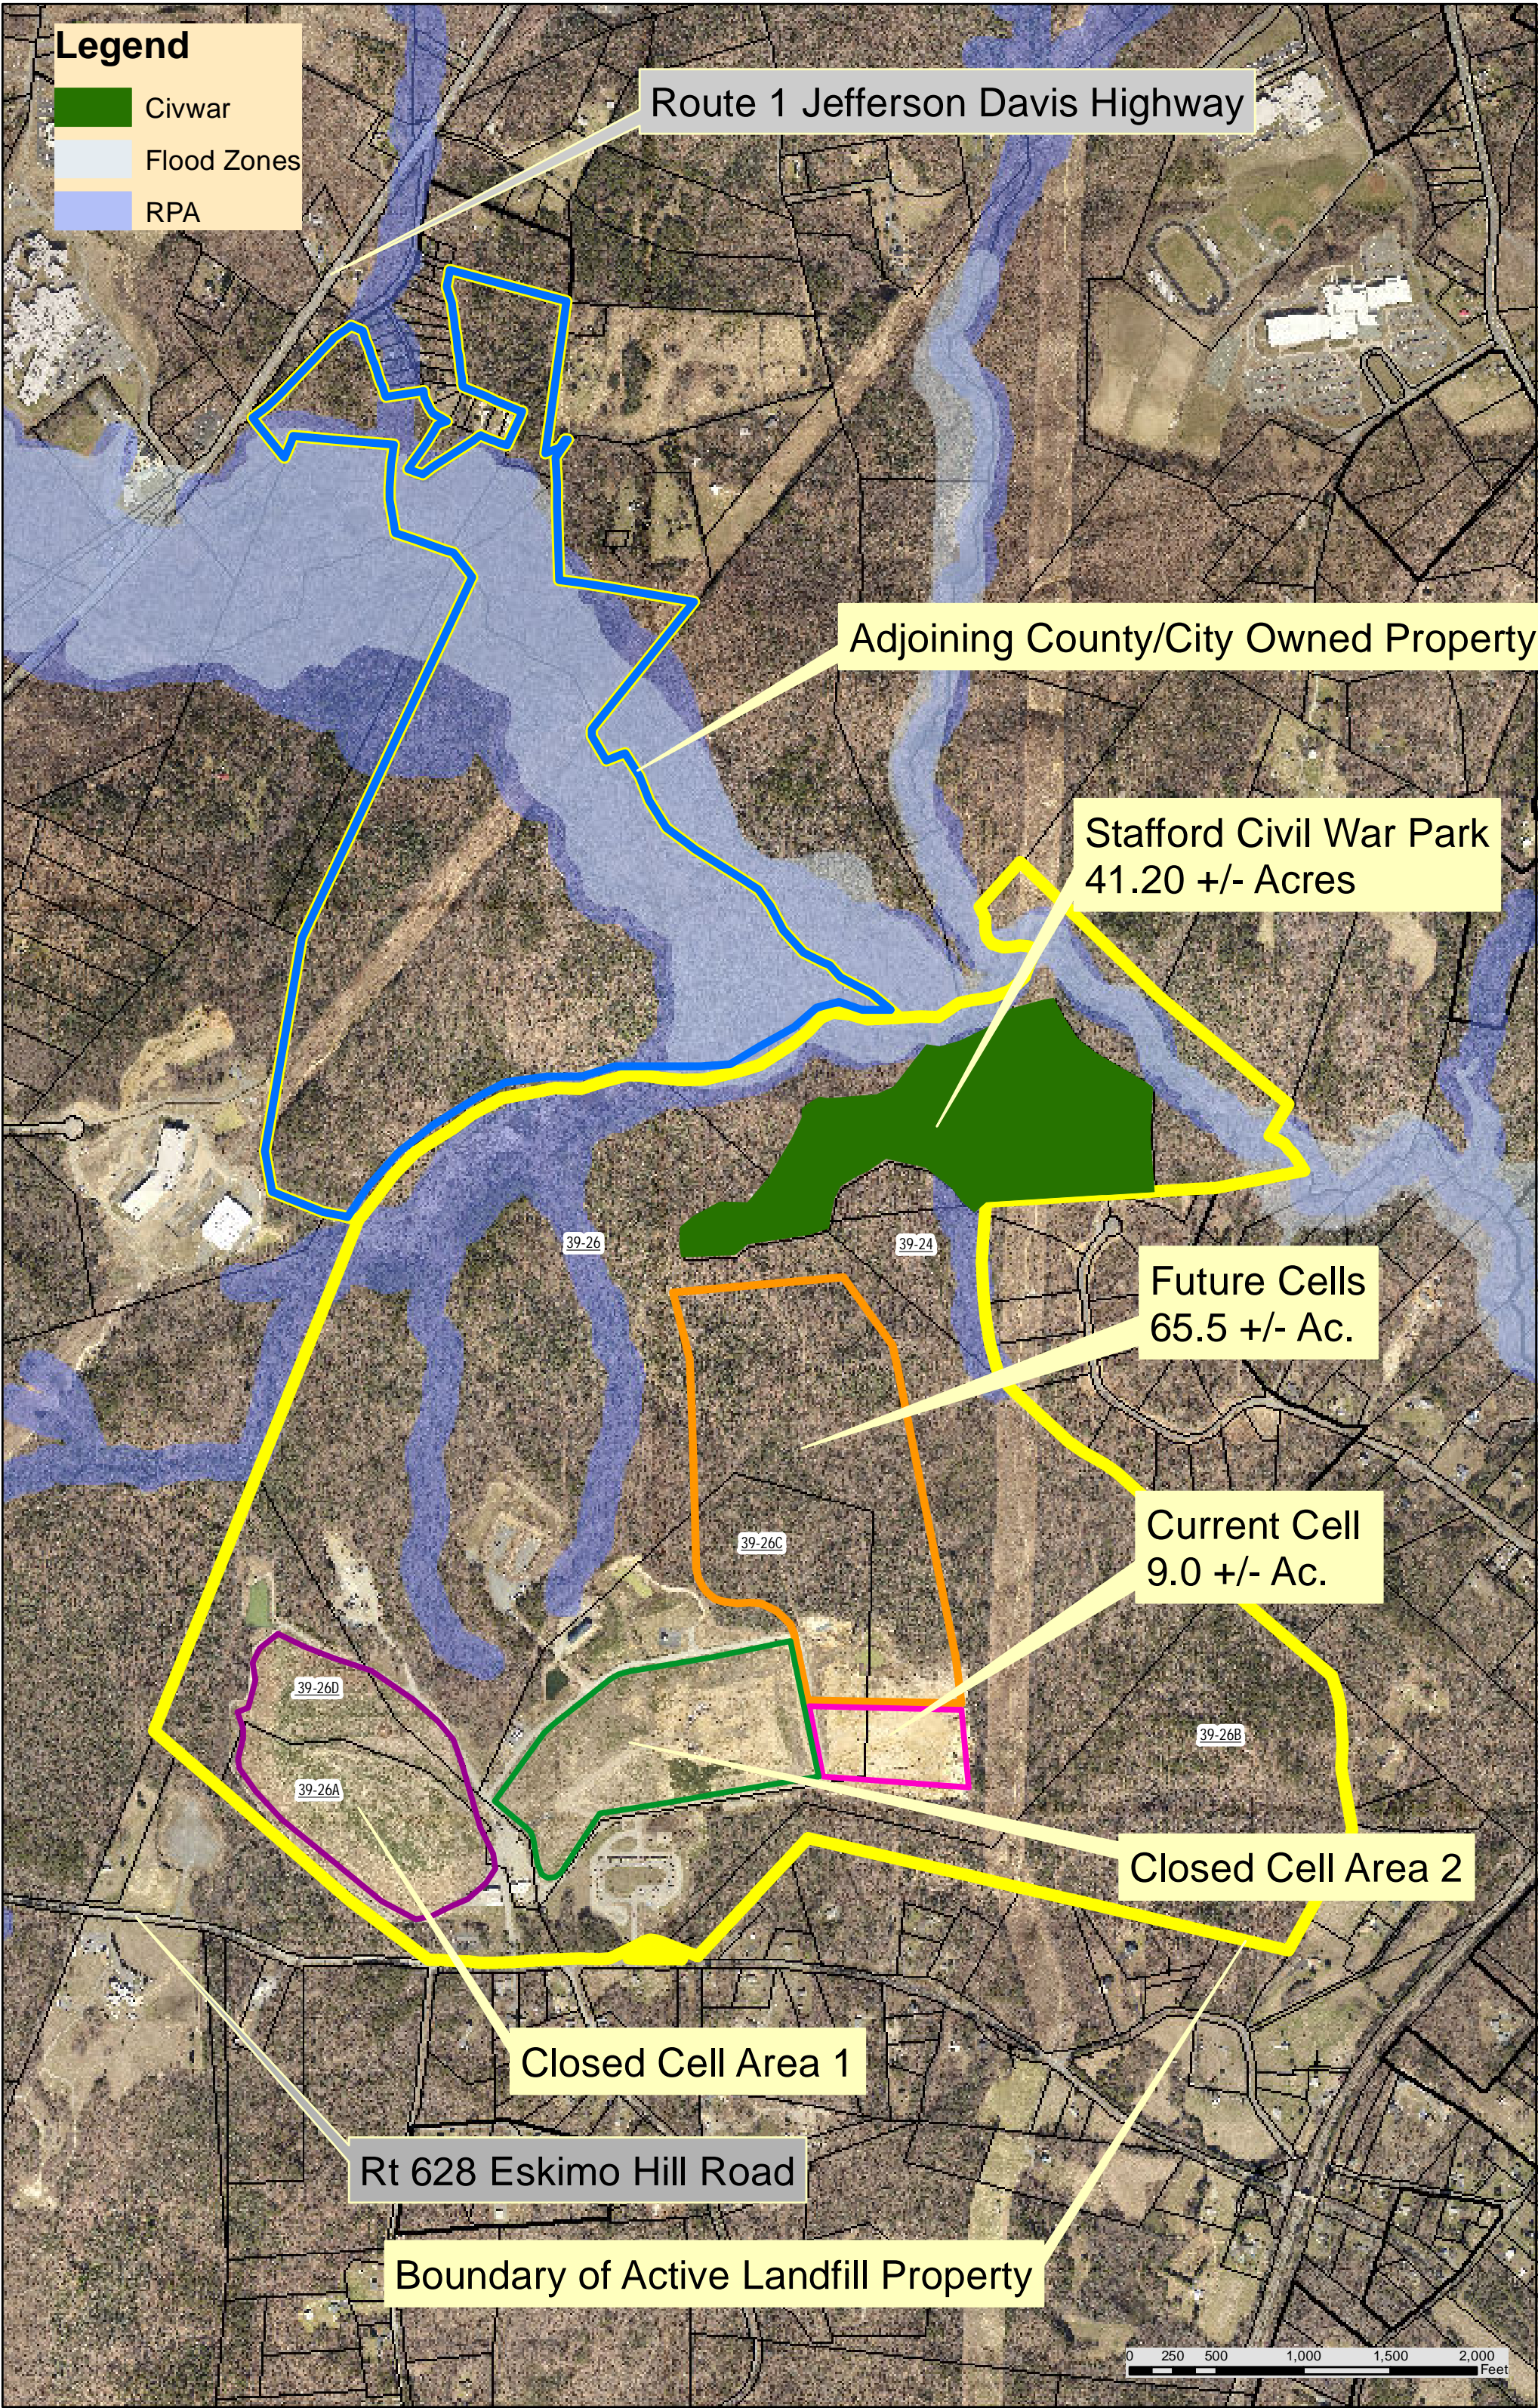 Legend
Civwar
Flood Zones
RPA
Route 1 Jefferson Davis Highway
Adjoining County/City Owned Property
Stafford Civil War Park
41.20 +/- Acres
39-26
39-24
Future Cells
65.5 +/- Ac.
Current Cell
9.0 +/- Ac.
39-26C
39-26D
39-26B
39-26A
Closed Cell Area 2
Closed Cell Area 1
Rt 628 Eskimo Hill Road
Boundary of Active Landfill Property
0 250 500 1,000 1,500 2,000
Feet